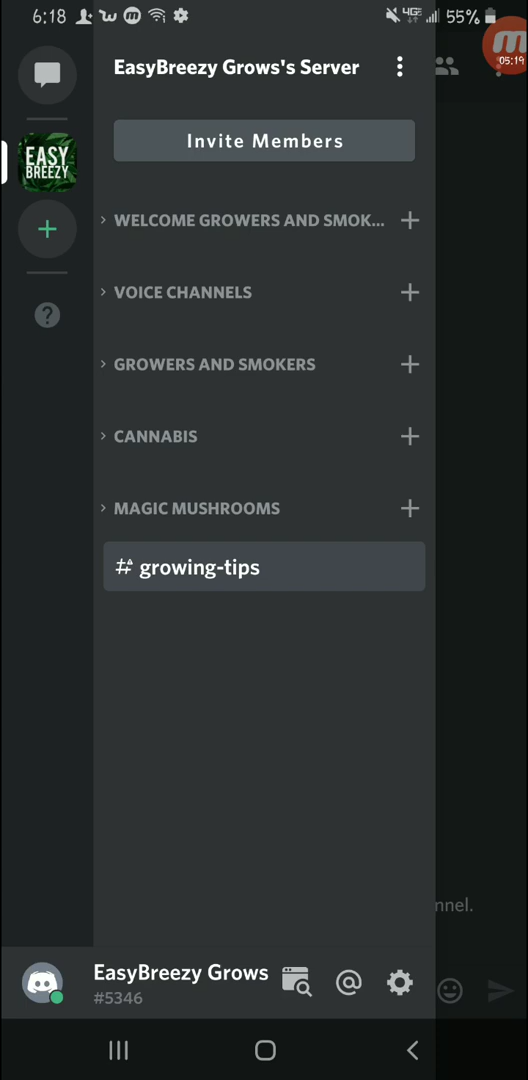 6:18
4G
55%
05:19
EasyBreezy Grows's Server
Invite Members
EASY
BREEZY
WELCOME GROWERS AND SMOK...
VOICE CHANNELS
GROWERS AND SMOKERS
CANNABIS
MAGIC MUSHROOMS
# growing-tips
nnel.
EasyBreezy Grows
#5346